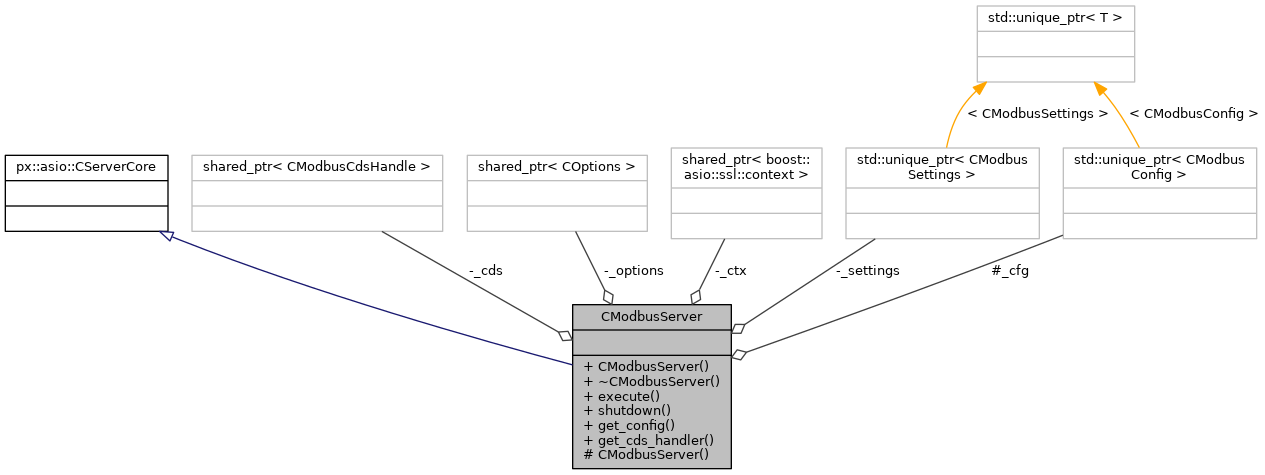 std::unique_ptr< T >
< CModbusSettings >
< CModbusConfig >
px::asio::CServerCore
shared_ptr< CModbusCdsHandle >
shared_ptr< COptions >
shared_ptr< boost::
asio::ssl::context >
std::unique_ptr< CModbus
Settings >
std::unique_ptr< CModbus
Config >
-_cds
-_options
-_ctx
-_settings
#_cfg
CModbusServer
+ CModbusServer()
+ ~CModbusServer()
+ execute()
+ shutdown()
+ get_config()
+ get_cds_handler()
# CModbusServer()